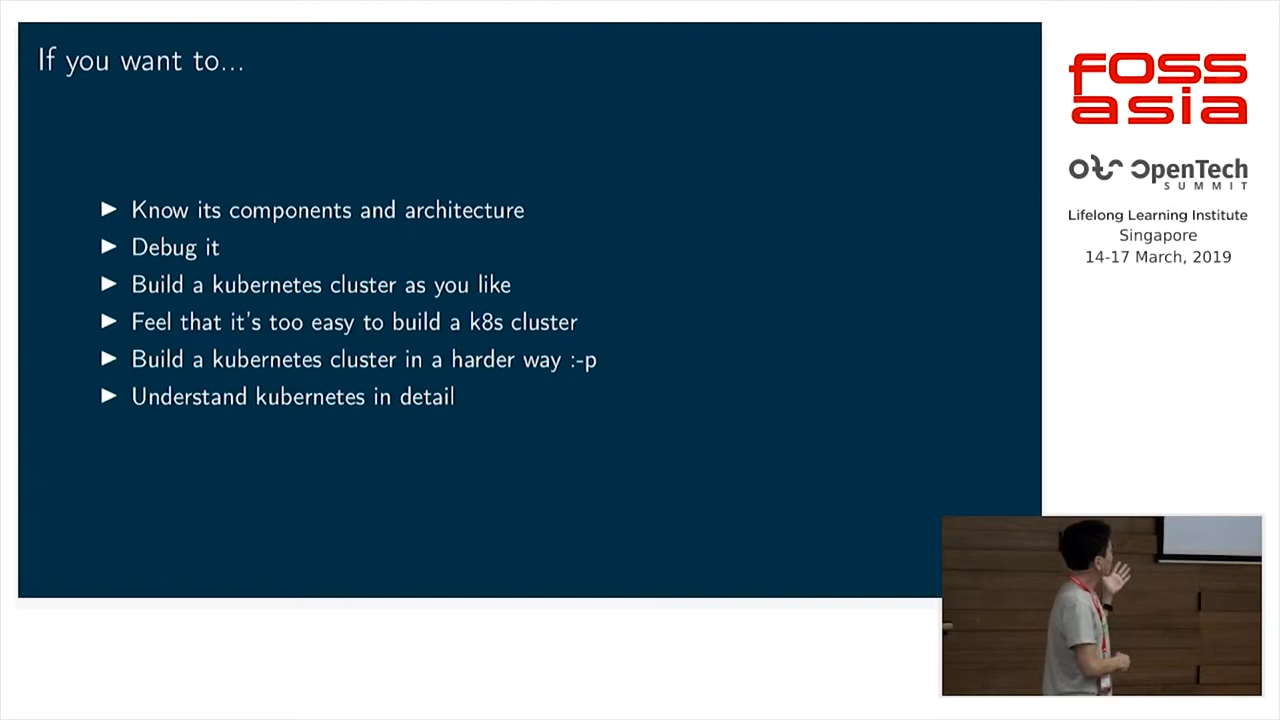 If you want to...
► Know its components and architecture
► Debug it
► Build a kubernetes cluster as you like
► Feel that it's too easy to build a k8s cluster
► Build a kubernetes cluster in a harder way :-p
► Understand kubernetes in detail
fOSS
asia
OpenTech
SUMMIT
Lifelong Learning Institute
Singapore
14-17 March, 2019